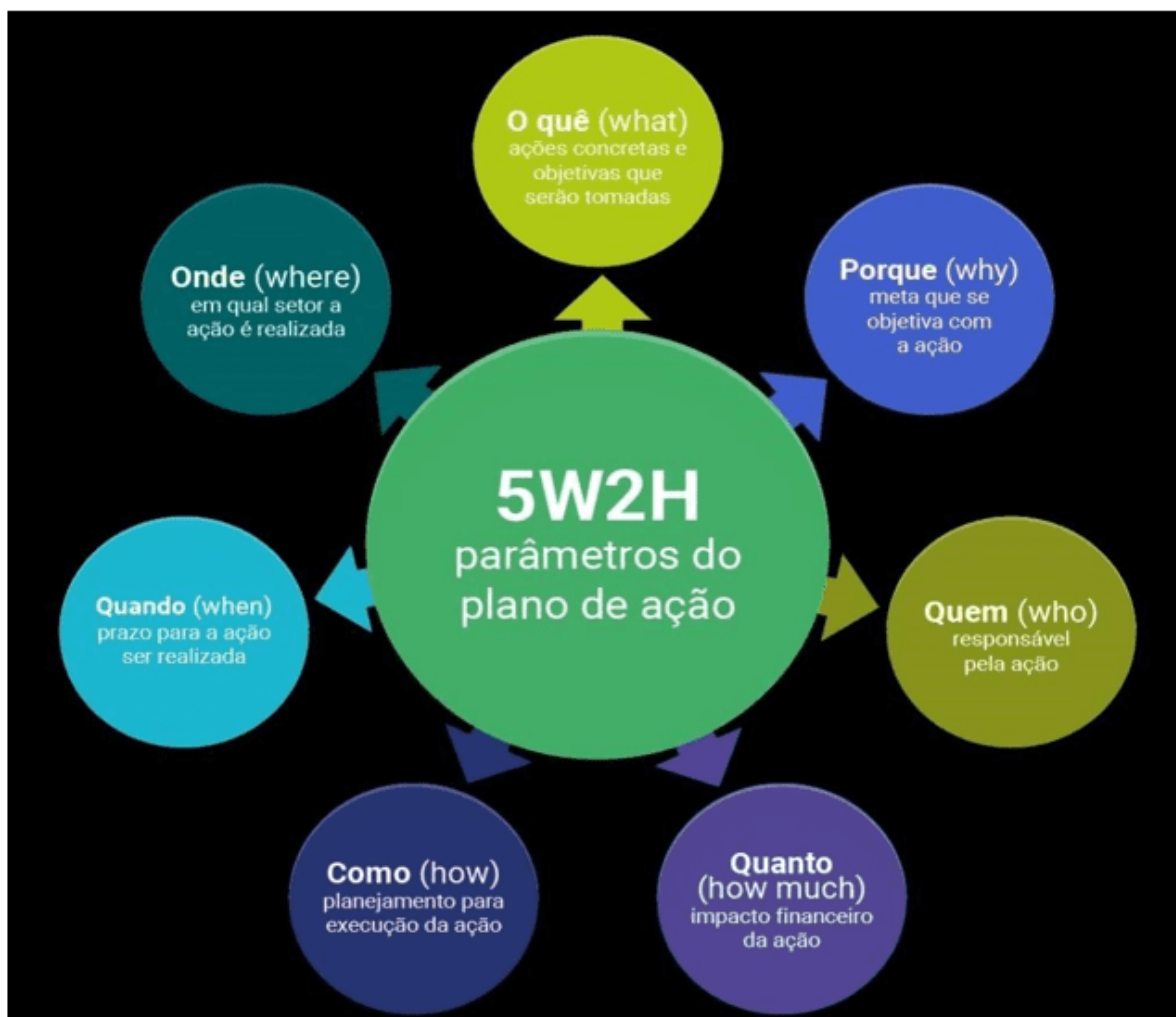 O quê (what)
ações concretas e
objetivas que
serão tomadas
Porque (why)
meta que se
objetiva com
a ação
Quem (who)
responsável
pela ação
Quanto
(how much)
impacto financeiro
da ação
Como (how)
planejamento para
execução da ação
Quando (when)
prazo para a ação
ser realizada
Onde (where)
em qual setor a
ação é realizada
5W2H
parâmetros do
plano de ação